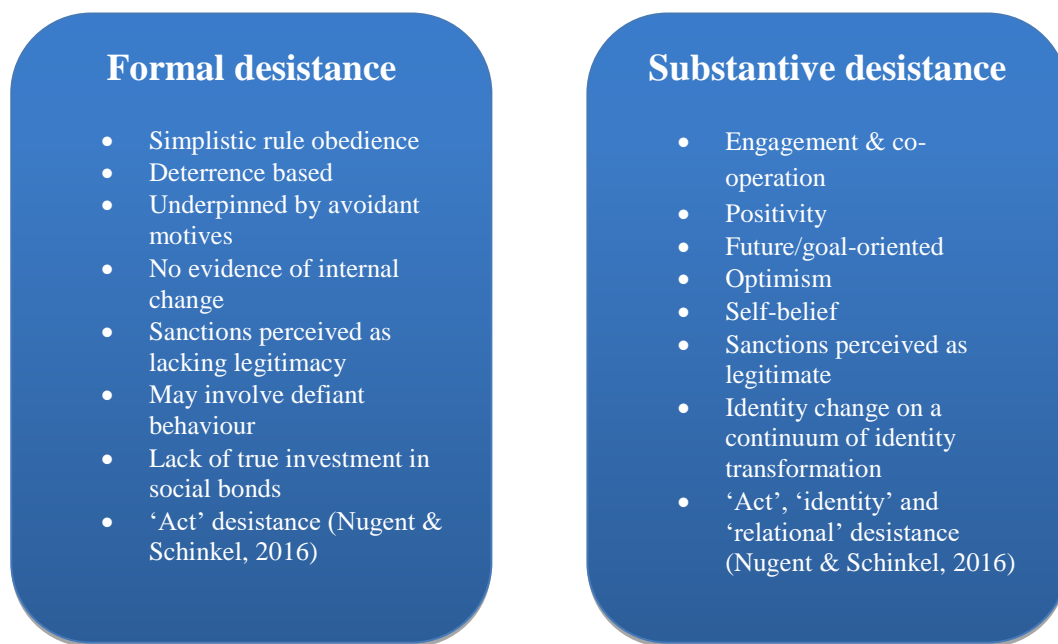 Formal desistance
• Simplistic rule obedience
• Deterrence based
• Underpinned by avoidant
motives
• No evidence of internal
change
• Sanctions perceived as
lacking legitimacy
• May involve defiant
behaviour
• Lack of true investment in
social bonds
• ‘Act’ desistance (Nugent &
Schinkel, 2016)
Substantive desistance
• Engagement & co-
operation
• Positivity
• Future/goal-oriented
• Optimism
• Self-belief
• Sanctions perceived as
legitimate
• Identity change on a
continuum of identity
transformation
• ‘Act’, ‘identity’ and
‘relational’ desistance
(Nugent & Schinkel, 2016)